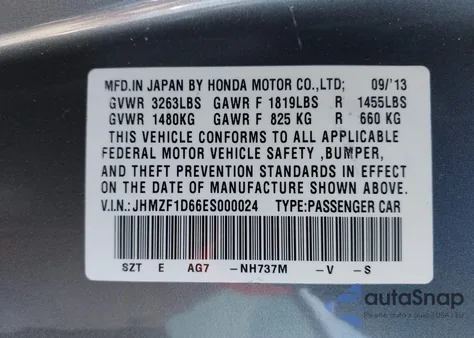 MFD.IN JAPAN BY HONDA MOTOR CO.,LTD; 09/'13
GVWR 3263LBS GAWR F 1819LBS R 1455LBS
GVWR 1480KG GAWR F 825 KG R 660 KG
THIS VEHICLE CONFORMS TO ALL APPLICABLE
FEDERAL MOTOR VEHICLE SAFETY ,BUMPER,
AND THEFT PREVENTION STANDARDS IN EFFECT
ON THE DATE OF MANUFACTURE SHOWN ABOVE.
V.I.N.: JHMZF1D66ES000024 TYPE:PASSENGER CAR
SZT E AG7 -NH737M -V -S
autoSnap